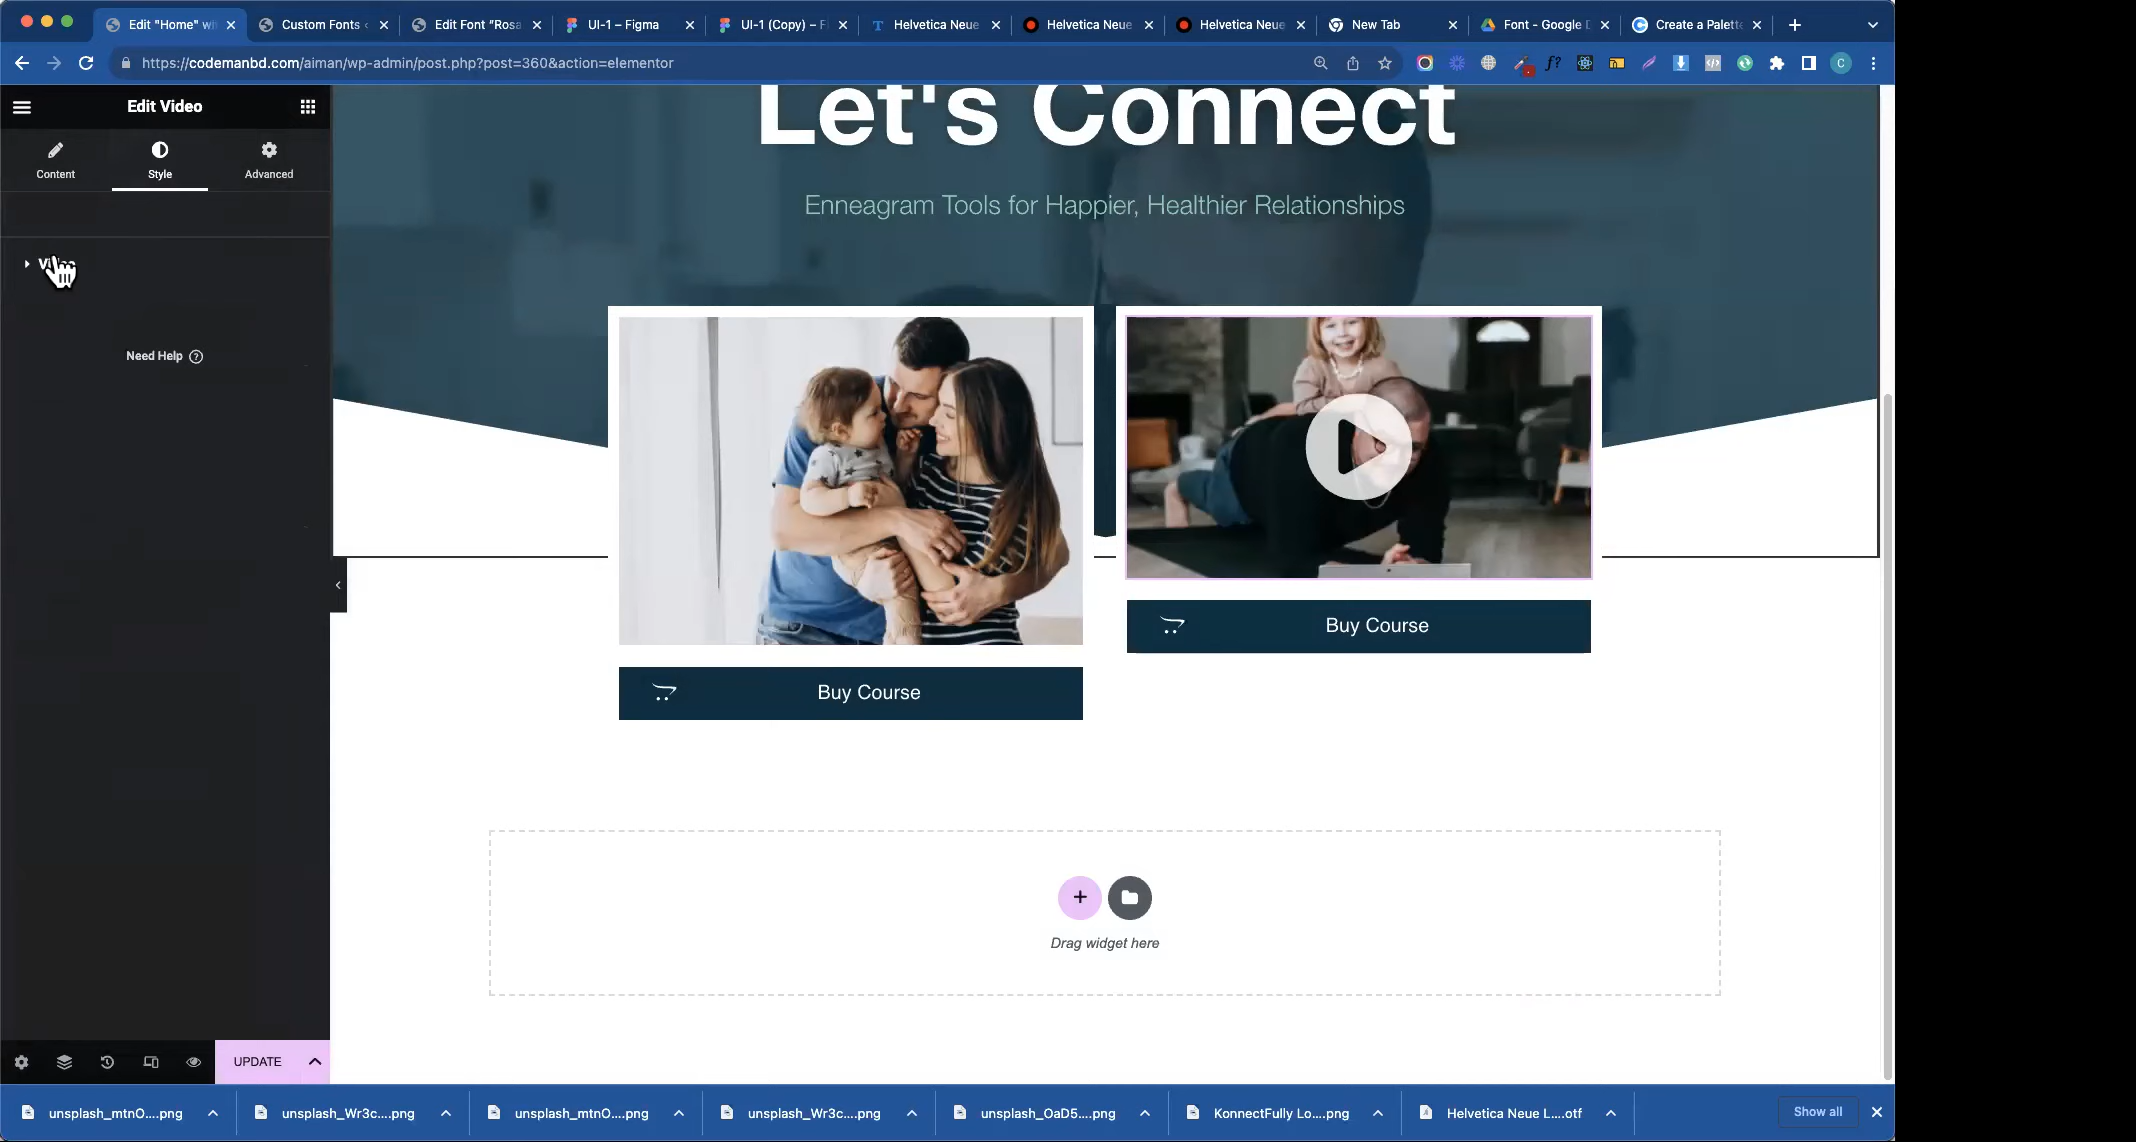 Edit "Home" wi
Custom Fonts
Edit Font "Rosa
UI-1 – Figma
UI-1 (Copy) – F
Helvetica Neue
Helvetica Neue
Helvetica Neue
New Tab
Font - Google D
Create a Palett
https://codemanbd.com/aiman/wp-admin/post.php?post=360&action=elementor
f?
C
Edit Video
Content
Style
Advanced
Need Help
UPDATE
Let's Connect
Enneagram Tools for Happier, Healthier Relationships
Buy Course
Buy Course
Drag widget here
unsplash_mtnO....png
unsplash_Wr3c....png
unsplash_mtnO....png
unsplash_Wr3c....png
unsplash_OaD5....png
KonnectFully Lo....png
Helvetica Neue L....otf
Show all